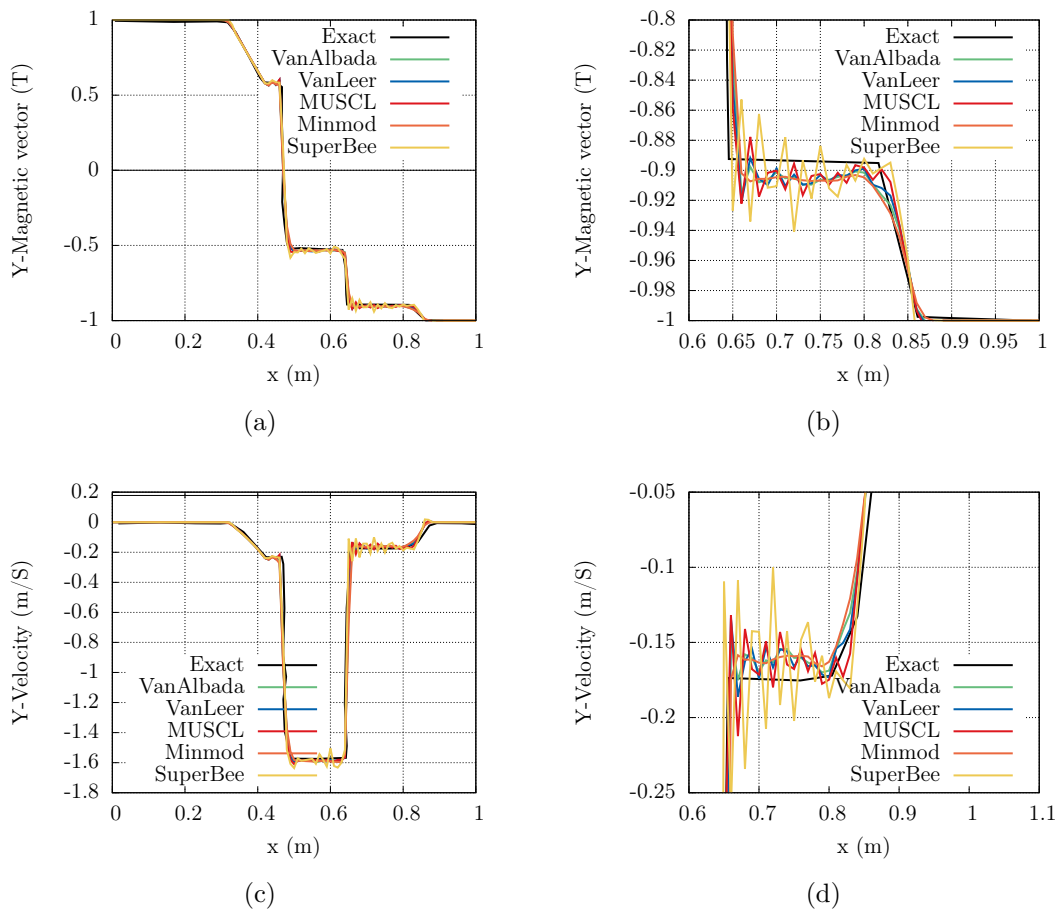 1
0.5
0
-0.5
-1
0 0.2 0.4 0.6 0.8 1
Y-Magnetic vector (T)
x (m)
Exact
VanAlbada
VanLeer
MUSCL
Minmod
SuperBee
(a)
-0.8
-0.82
-0.84
-0.86
-0.88
-0.9
-0.92
-0.94
-0.96
-0.98
-1
0.6 0.65 0.7 0.75 0.8 0.85 0.9 0.95 1
Y-Magnetic vector (T)
x (m)
Exact
VanAlbada
VanLeer
MUSCL
Minmod
SuperBee
(b)
0.2
0
-0.2
-0.4
-0.6
-0.8
-1
-1.2
-1.4
-1.6
-1.8
0 0.2 0.4 0.6 0.8 1
Y-Velocity (m/S)
x (m)
Exact
VanAlbada
VanLeer
MUSCL
Minmod
SuperBee
(c)
-0.05
-0.1
-0.15
-0.2
-0.25
0.6 0.7 0.8 0.9 1 1.1
Y-Velocity (m/S)
x (m)
Exact
VanAlbada
VanLeer
MUSCL
Minmod
SuperBee
(d)